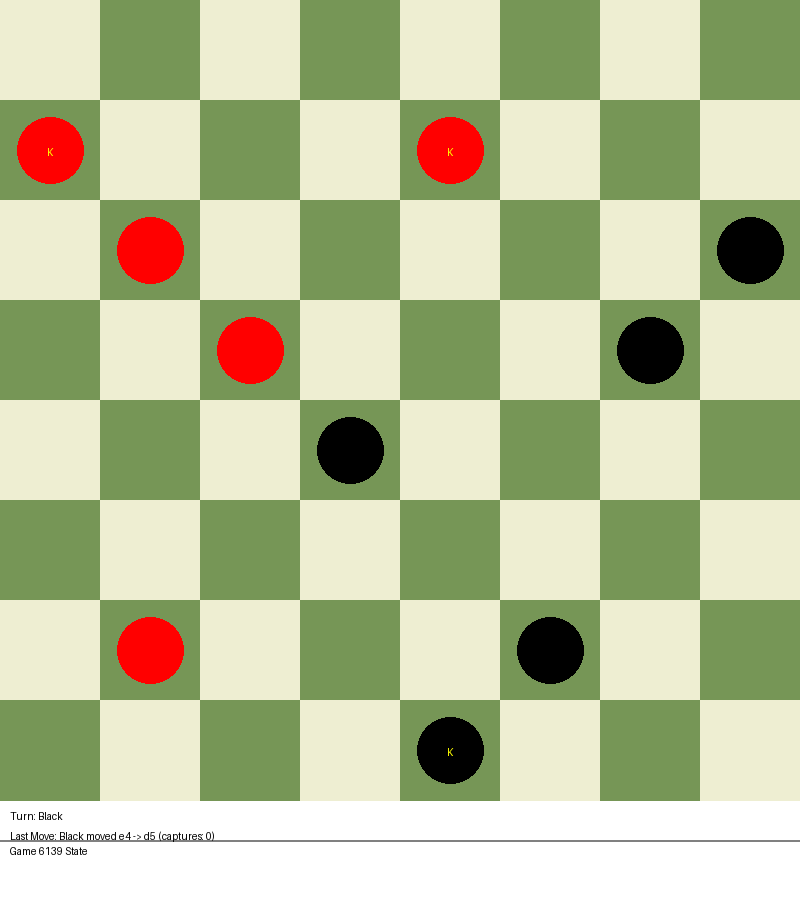 K K
K
Turn: Black
Last Move: Black moved e4 -> d5 (captures: 0)
Game 6139 State